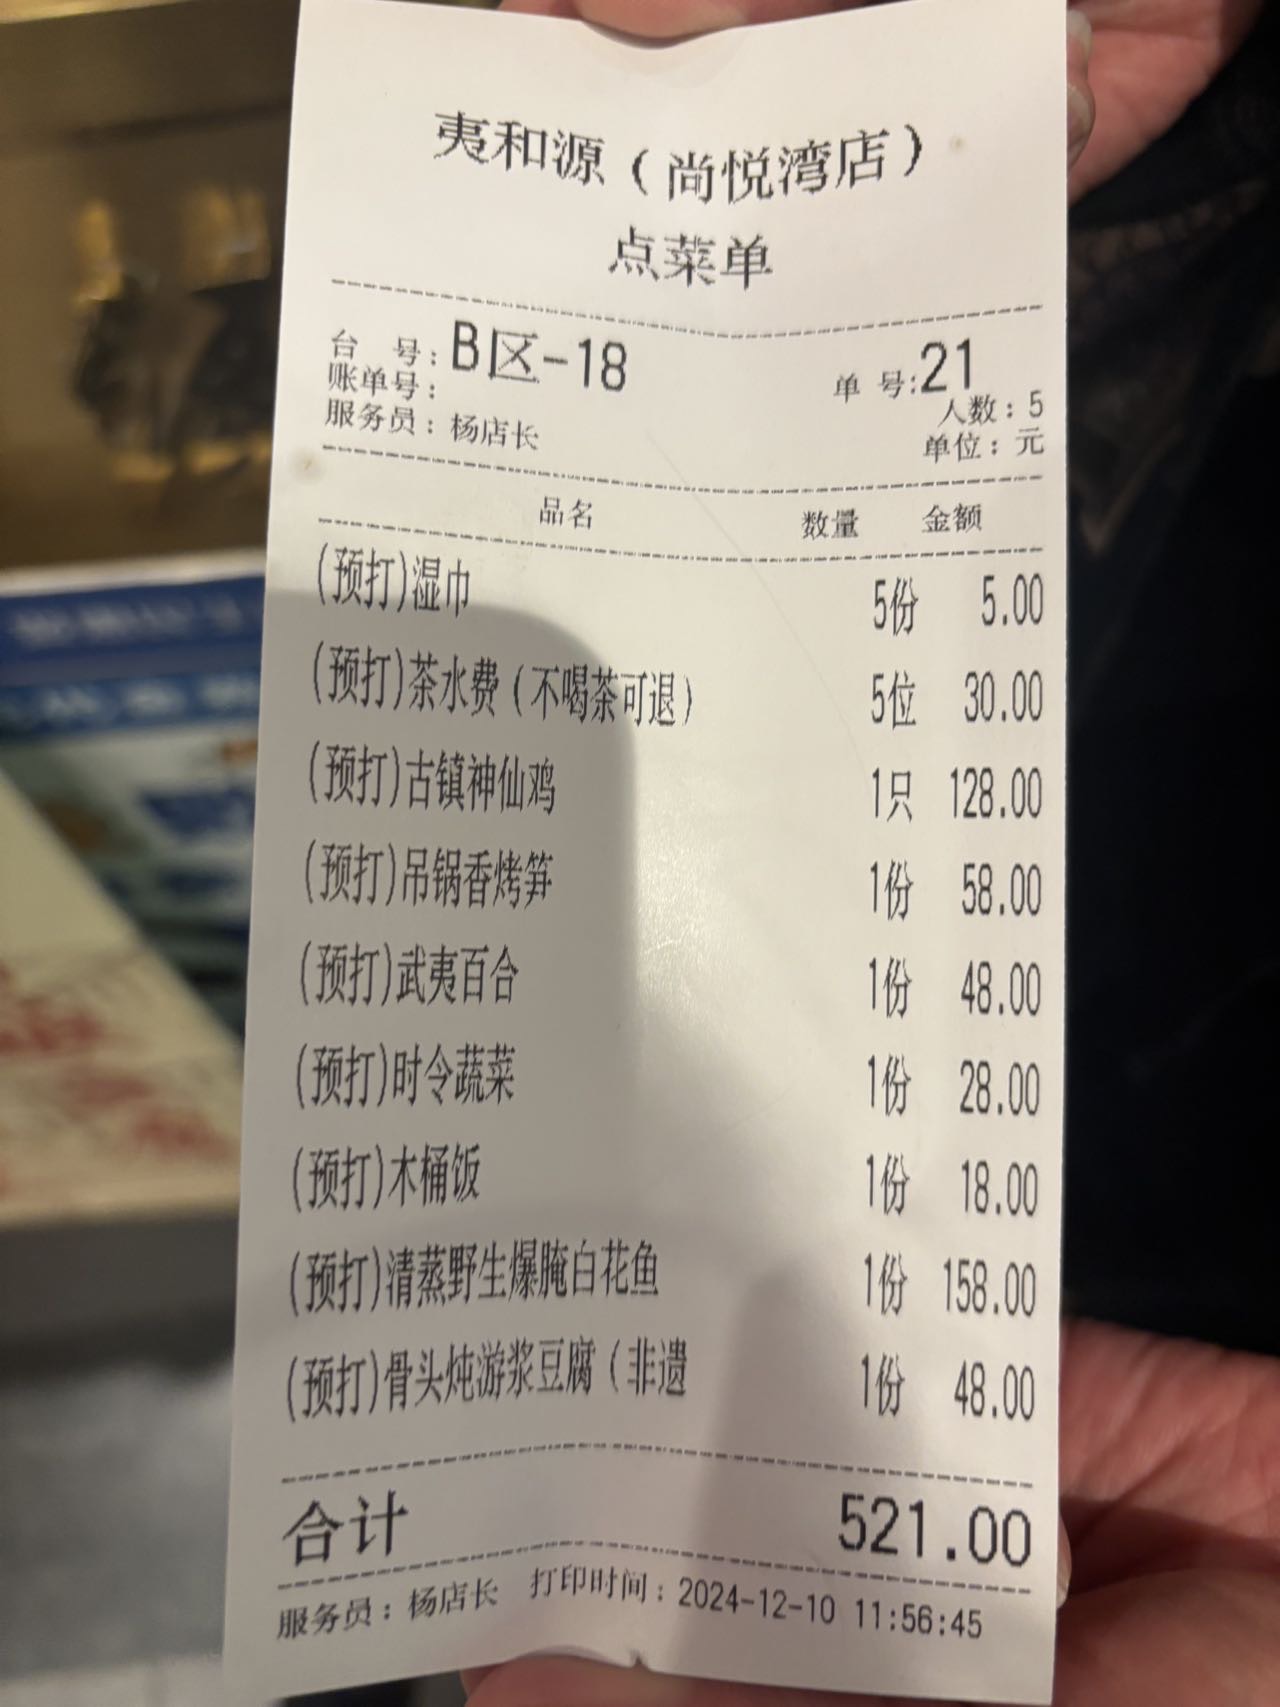 夷和源（尚悦湾店）
点菜单
台 号：B区-18 单 号:21
账单号： 人数：5
服务员：杨店长 单位：元
品名 数量 金额
(预打)湿巾 5份 5.00
(预打)茶水费（不喝茶可退） 5位 30.00
(预打)古镇神仙鸡 1只 128.00
(预打)吊锅香烤笋 1份 58.00
(预打)武夷百合 1份 48.00
(预打)时令蔬菜 1份 28.00
(预打)木桶饭 1份 18.00
(预打)清蒸野生爆腌白花鱼 1份 158.00
(预打)骨头炖游浆豆腐（非遗 1份 48.00
合计 521.00
服务员：杨店长 打印时间：2024-12-10 11:56:45